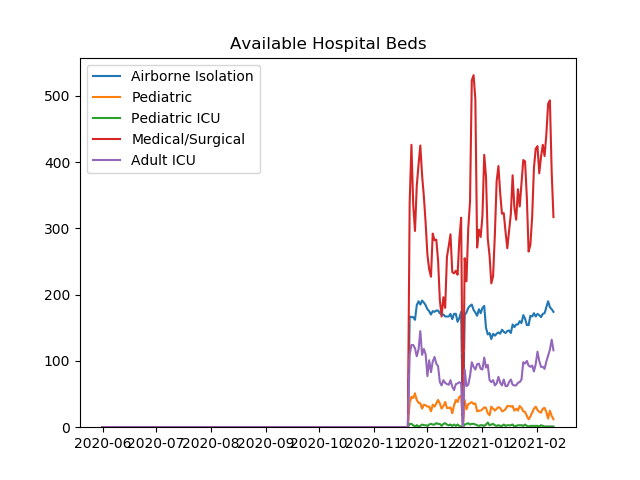 Available Hospital Beds
Airborne Isolation
Pediatric
Pediatric ICU
Medical/Surgical
Adult ICU
500
400
300
200
100
0
2020-06 2020-07 2020-08 2020-09 2020-10 2020-11 2020-12 2021-01 2021-02